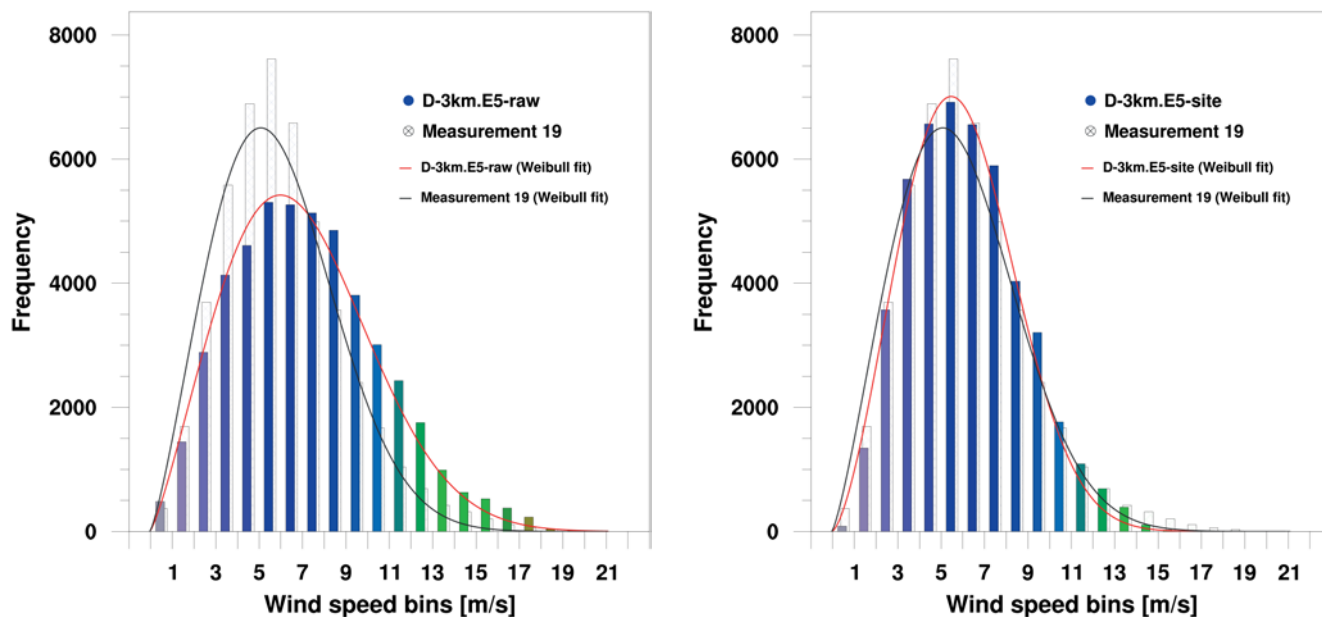 8000
6000
4000
2000
0
Frequency
D-3km.E5-raw
Measurement 19
D-3km.E5-raw (Weibull fit)
Measurement 19 (Weibull fit)
1 3 5 7 9 11 13 15 17 19 21
Wind speed bins [m/s]
8000
6000
4000
2000
0
Frequency
D-3km.E5-site
Measurement 19
D-3km.E5-site (Weibull fit)
Measurement 19 (Weibull fit)
1 3 5 7 9 11 13 15 17 19 21
Wind speed bins [m/s]